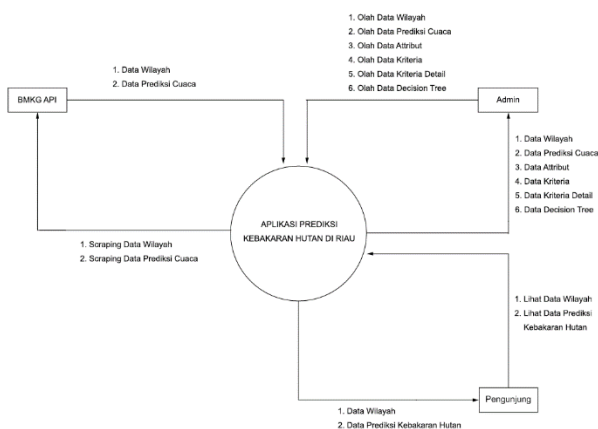 1. Olah Data Wilayah
2. Olah Data Prediksi Cuaca
3. Olah Data Attribut
4. Olah Data Kriteria
5. Olah Data Kriteria Detail
6. Olah Data Decision Tree
1. Data Wilayah
2. Data Prediksi Cuaca
BMKG API
Admin
1. Data Wilayah
2. Data Prediksi Cuaca
3. Data Attribut
4. Data Kriteria
5. Data Kriteria Detail
6. Data Decision Tree
APLIKASI PREDIKSI
KEBAKARAN HUTAN DI RIAU
1. Scraping Data Wilayah
2. Scraping Data Prediksi Cuaca
1. Lihat Data Wilayah
2. Lihat Data Prediksi
Kebakaran Hutan
Pengunjung
1. Data Wilayah
2. Data Prediksi Kebakaran Hutan